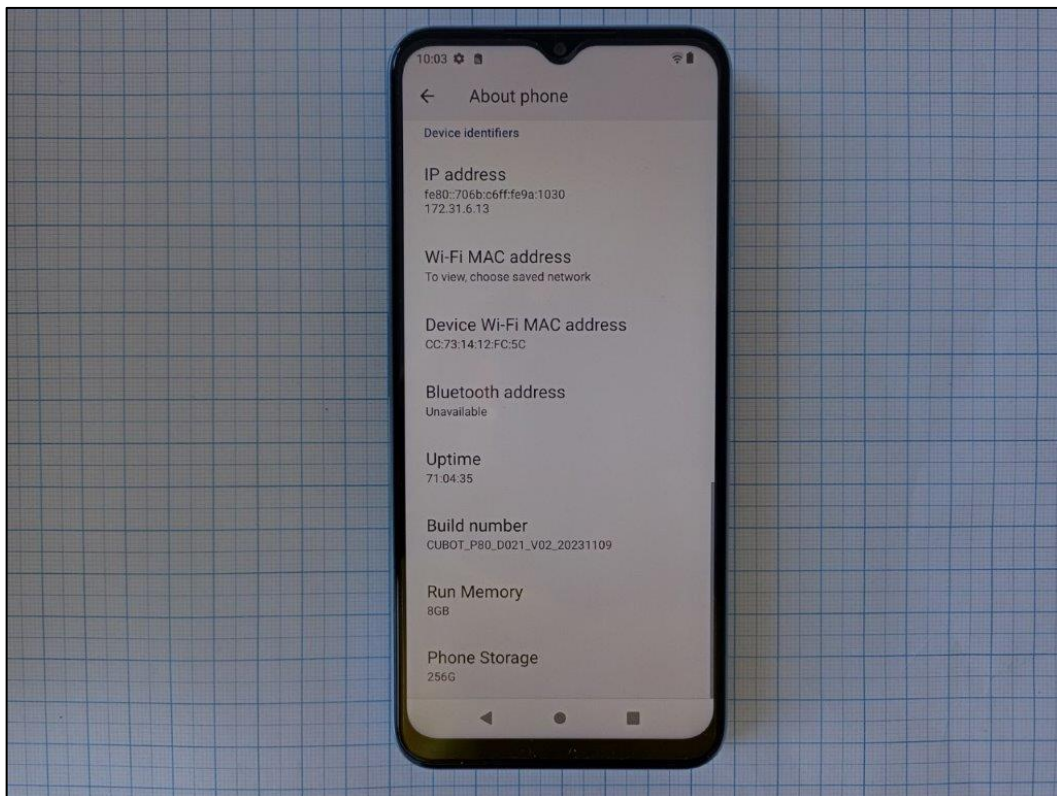 10:03
About phone
Device identifiers
IP address
fe80::706b:c6ff:fe9a:1030
172.31.6.13
Wi-Fi MAC address
To view, choose saved network
Device Wi-Fi MAC address
CC:73:14:12:FC:5C
Bluetooth address
Unavailable
Uptime
71:04:35
Build number
CUBOT_P80_D021_V02_20231109
Run Memory
8GB
Phone Storage
256G